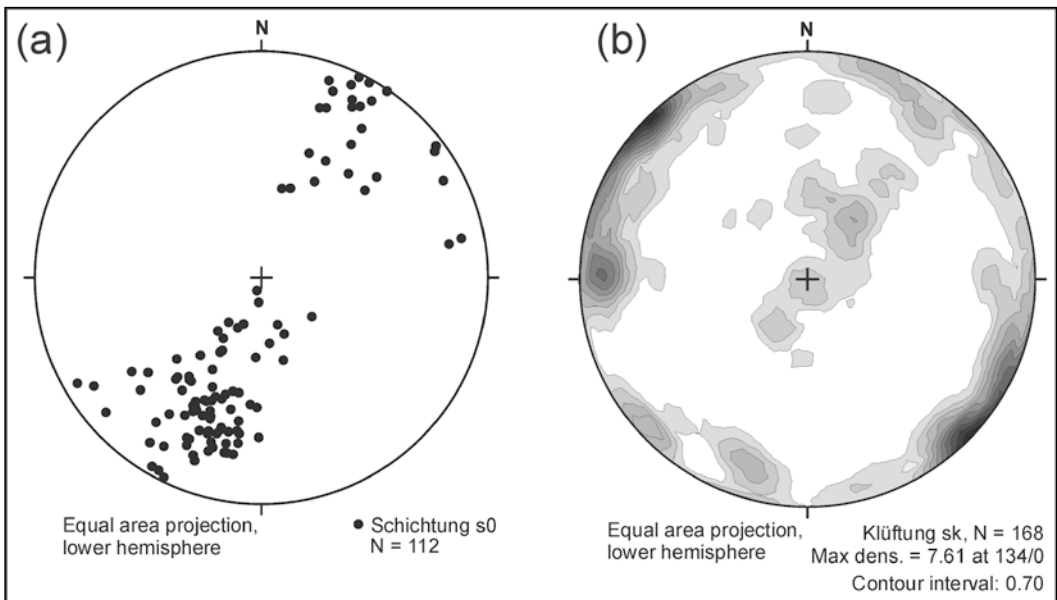 (a)
N
Equal area projection,
lower hemisphere
Schichtung s0
N = 112
(b)
N
Equal area projection,
lower hemisphere
Klüftung sk, N = 168
Max dens. = 7.61 at 134/0
Contour interval: 0.70